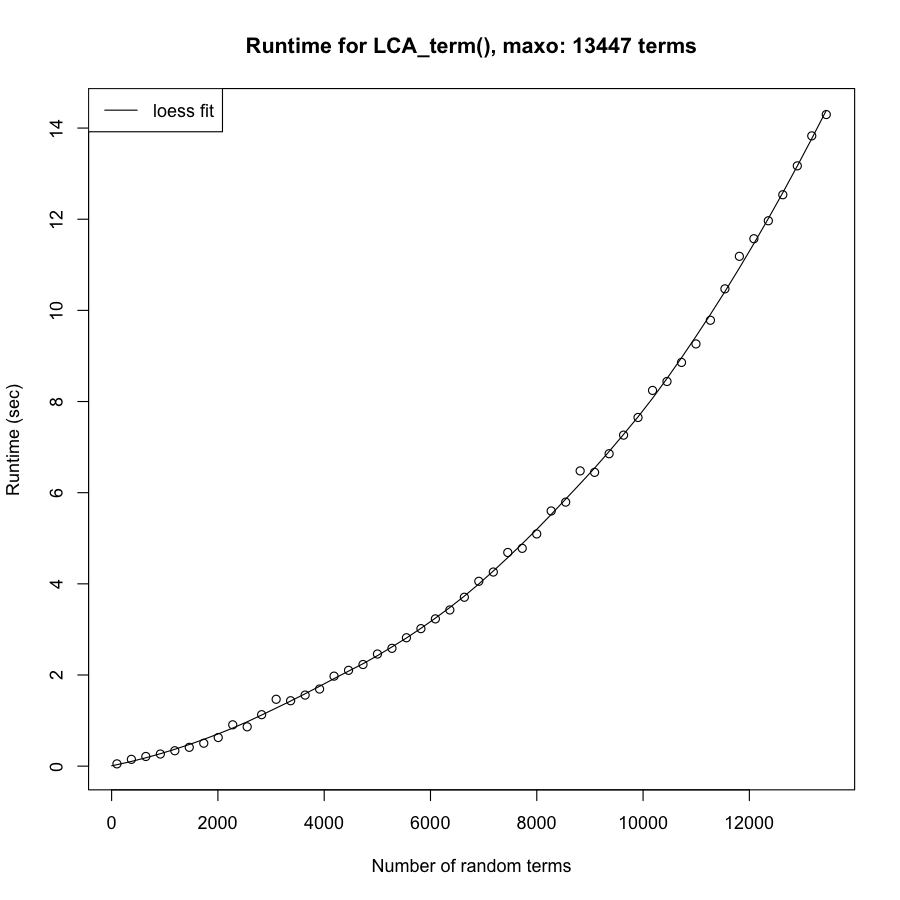 Runtime for LCA_term(), maxo: 13447 terms
loess fit
14
12
10
8
6
4
2
0
Runtime (sec)
0 2000 4000 6000 8000 10000 12000
Number of random terms